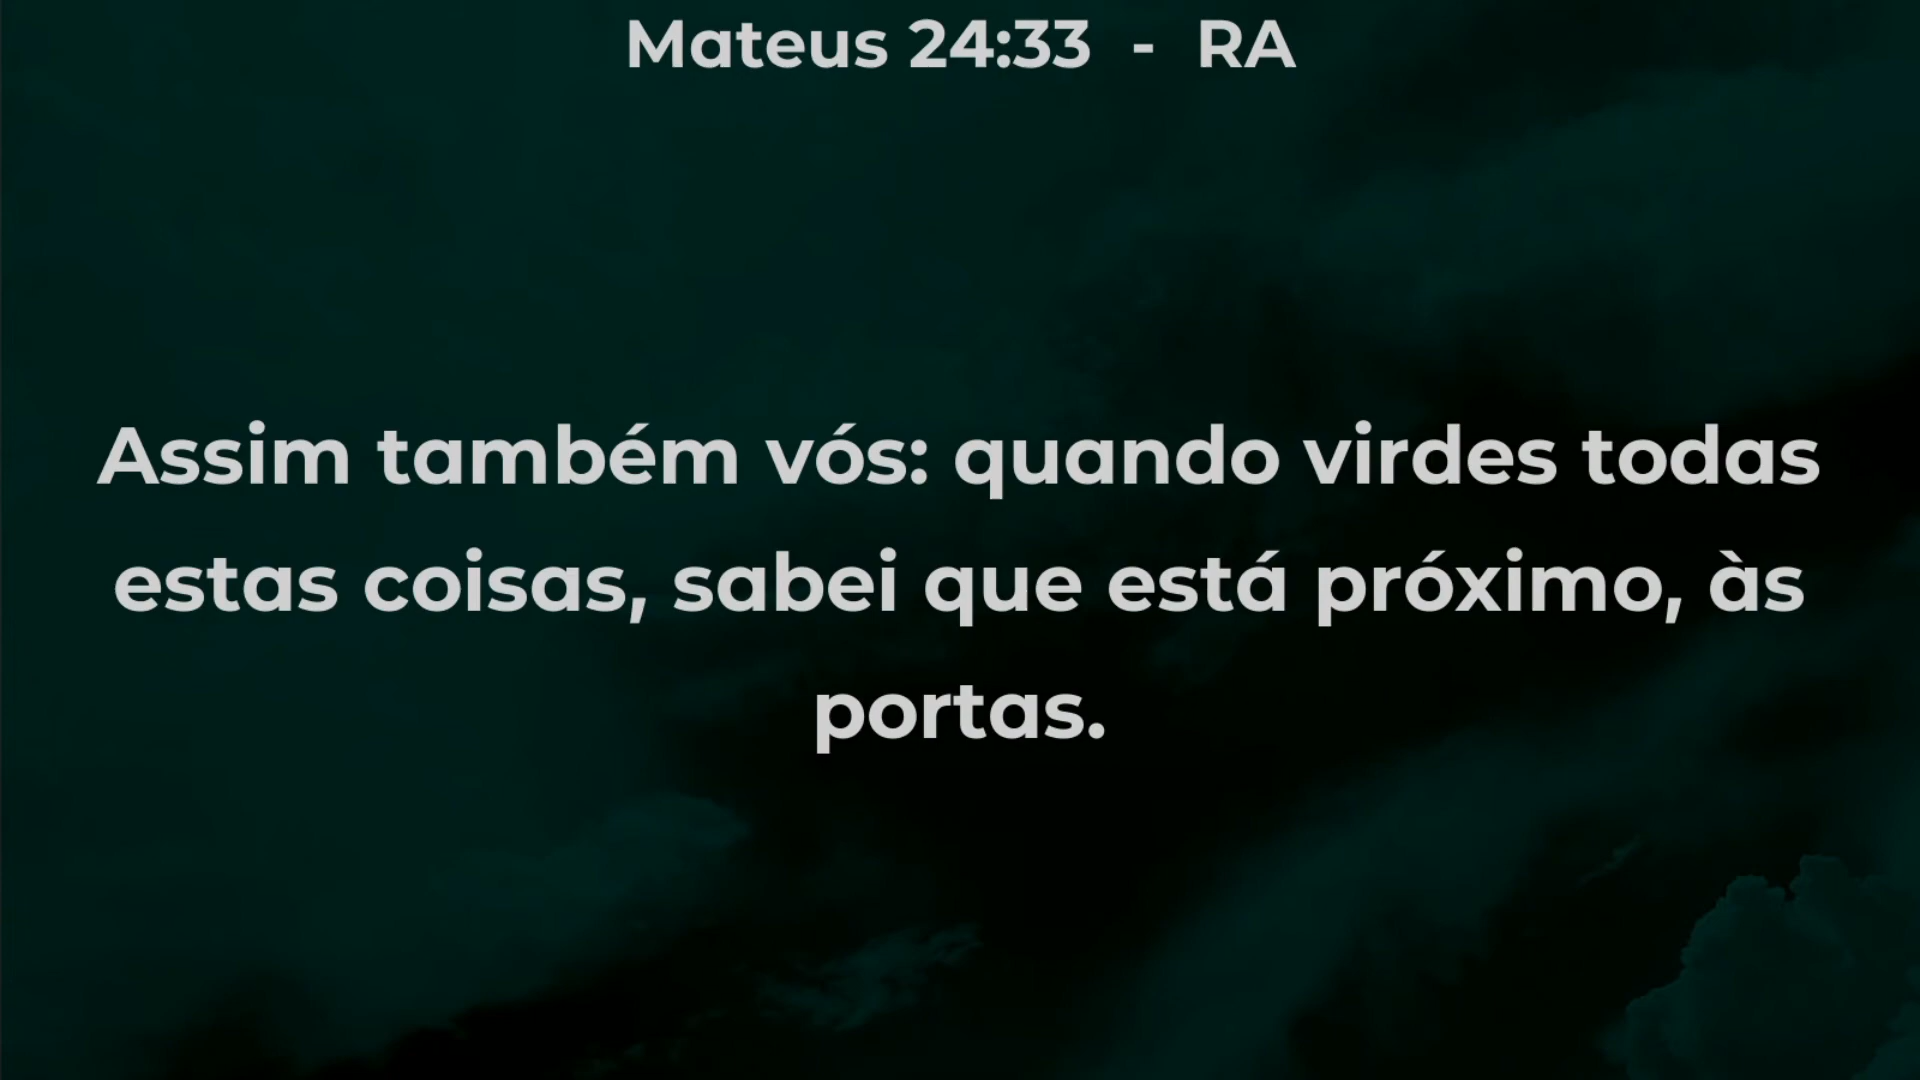 Mateus 24:33 - RA
Assim também vós: quando virdes todas
estas coisas, sabei que está próximo, às
portas.